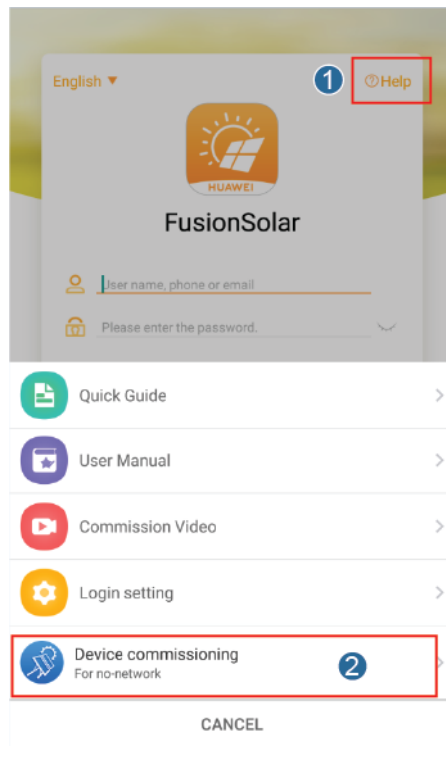 English ▼
1
?Help
HUAWEI
FusionSolar
User name, phone or email
Please enter the password.
Quick Guide
User Manual
Commission Video
Login setting
Device commissioning
For no-network
2
CANCEL